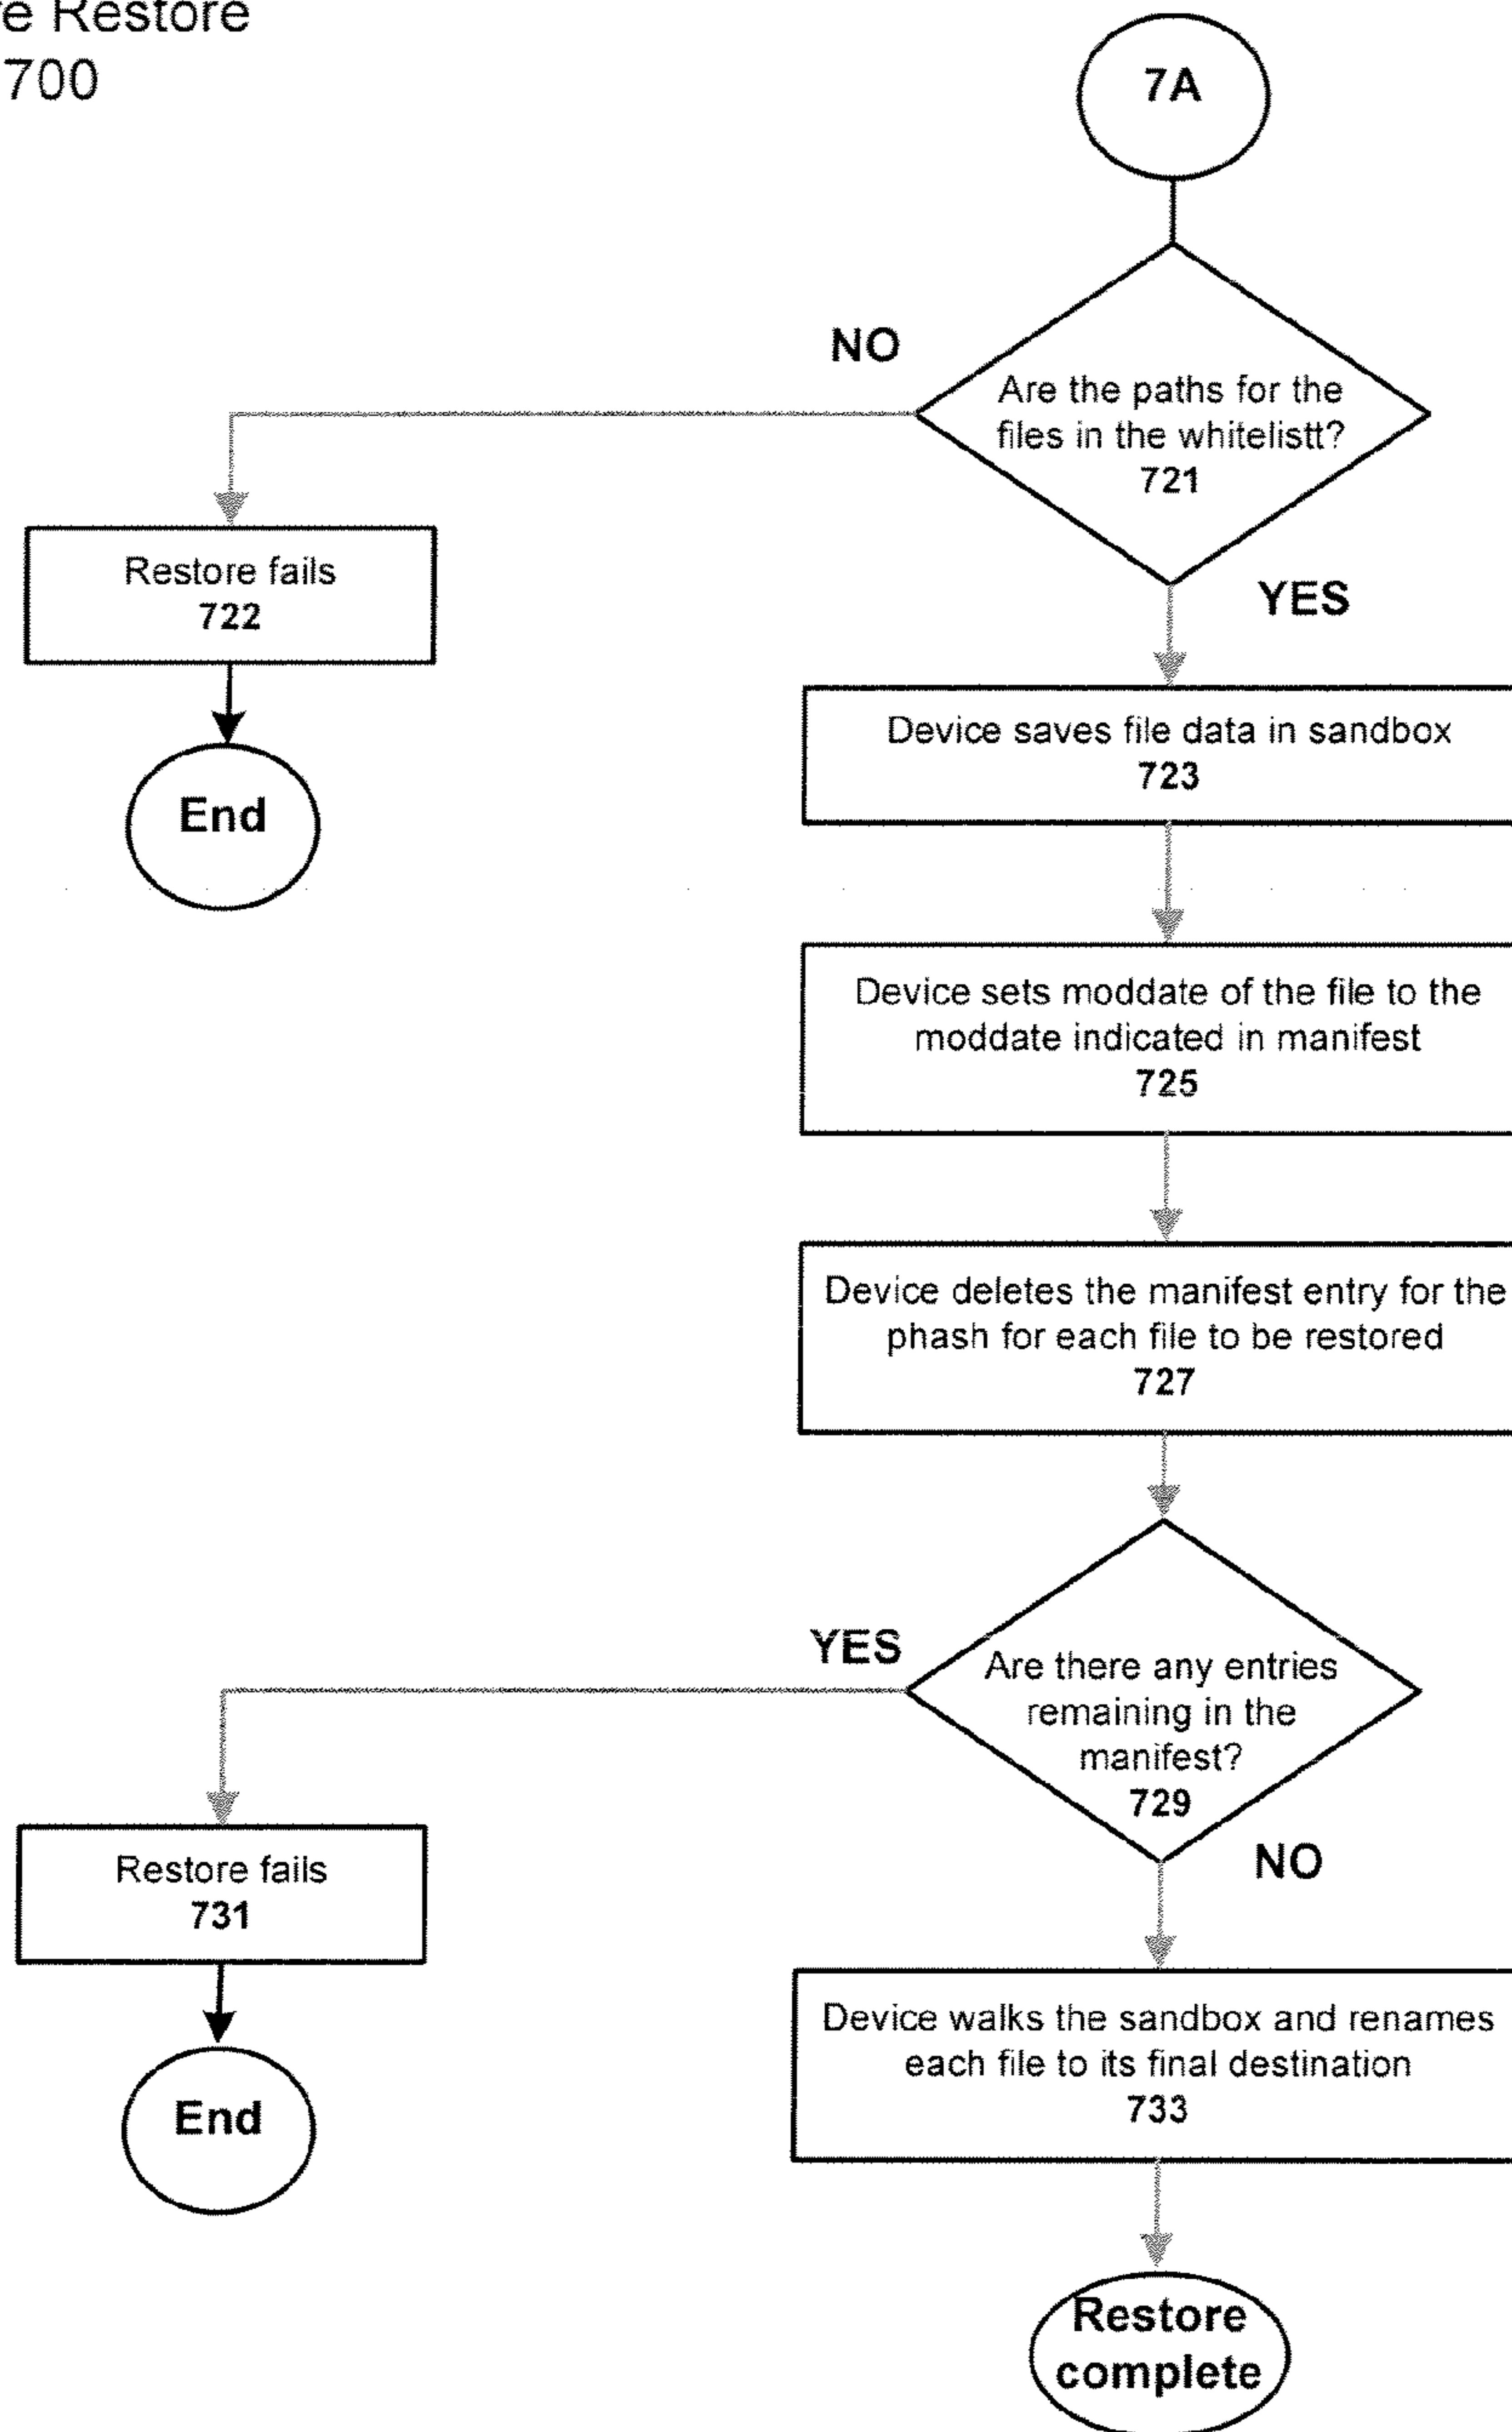 re Restore
700
7A
NO
Are the paths for the
files in the whitelistt?
721
YES
Restore fails
722
End
Device saves file data in sandbox
723
Device sets moddate of the file to the
moddate indicated in manifest
725
Device deletes the manifest entry for the
phash for each file to be restored
727
YES
Are there any entries
remaining in the
manifest?
729
NO
Restore fails
731
End
Device walks the sandbox and renames
each file to its final destination
733
Restore
complete